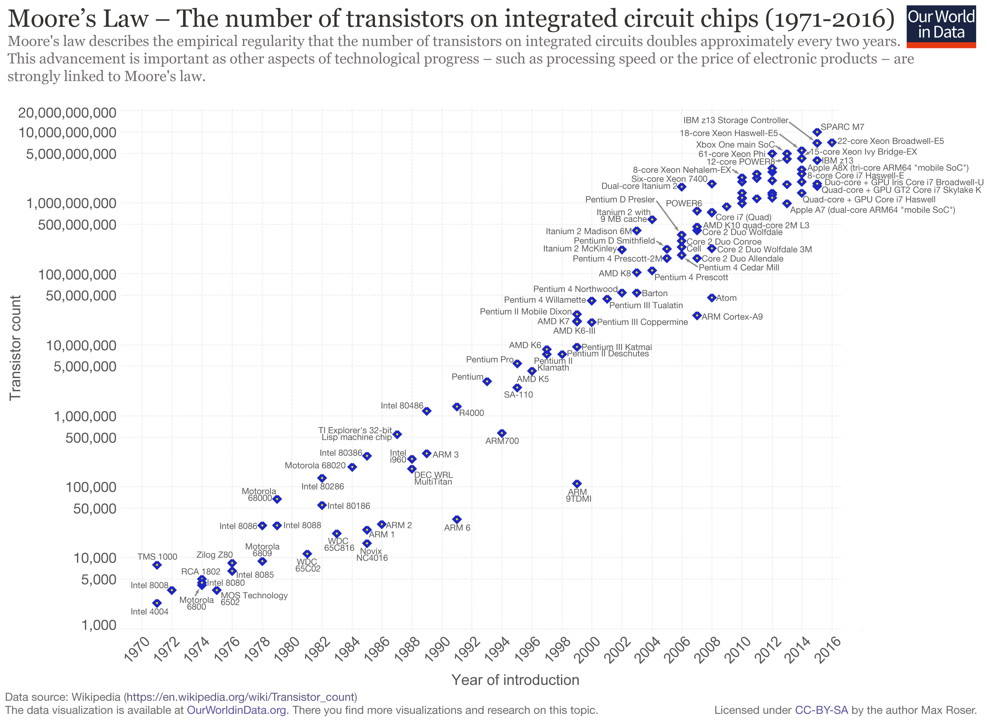 Moore's Law – The number of transistors on integrated circuit chips (1971-2016)
Our World
in Data
Moore's law describes the empirical regularity that the number of transistors on integrated circuits doubles approximately every two years.
This advancement is important as other aspects of technological progress – such as processing speed or the price of electronic products – are
strongly linked to Moore's law.
Transistor count
20,000,000,000
10,000,000,000
5,000,000,000
1,000,000,000
500,000,000
100,000,000
50,000,000
10,000,000
5,000,000
1,000,000
500,000
100,000
50,000
10,000
5,000
1,000
IBM z13 Storage Controller
SPARC M7
18-core Xeon Haswell-E5
22-core Xeon Broadwell-E5
Xbox One main SoC
15-core Xeon Ivy Bridge-EX
61-core Xeon Phi
IBM z13
12-core POWER8
Apple A8X (tri-core ARM64 "mobile SoC")
8-core Xeon Nehalem-EX
8-core Core i7 Haswell-E
Six-core Xeon 7400
Duo-core + GPU Iris Core i7 Broadwell-U
Dual-core Itanium 2
Quad-core + GPU GT2 Core i7 Skylake K
Pentium D Presler
Quad-core + GPU Core i7 Haswell
POWER6
Apple A7 (dual-core ARM64 "mobile SoC")
Itanium 2 with
9 MB cache
Core i7 (Quad)
AMD K10 quad-core 2M L3
Itanium 2 Madison 6M
Core 2 Duo Wolfdale
Pentium D Smithfield
Core 2 Duo Conroe
Itanium 2 McKinley
Cell
Core 2 Duo Wolfdale 3M
Pentium 4 Prescott-2M
Core 2 Duo Allendale
Pentium 4 Cedar Mill
AMD K8
Pentium 4 Prescott
Pentium 4 Northwood
Barton
Pentium 4 Willamette
Atom
Pentium III Tualatin
Pentium II Mobile Dixon
ARM Cortex-A9
AMD K7
Pentium III Coppermine
AMD K6-III
AMD K6
Pentium III Katmai
Pentium II Deschutes
Pentium Pro
Pentium II
Klamath
Pentium
AMD K5
SA-110
Intel 80486
R4000
TI Explorer's 32-bit
Lisp machine chip
ARM700
Intel 80386
Intel
i960
ARM 3
Motorola 68020
DEC WRL
MultiTitan
Intel 80286
ARM
9TDMI
Motorola
68000
Intel 80186
Intel 8086
Intel 8088
ARM 2
ARM 6
ARM 1
WDC
65C816
Novix
NC4016
Motorola
6809
WDC
65C02
TMS 1000
Zilog Z80
RCA 1802
Intel 8085
Intel 8008
Intel 8080
MOS Technology
6502
Motorola
6800
Intel 4004
1970
1972
1974
1976
1978
1980
1982
1984
1986
1988
1990
1992
1994
1996
1998
2000
2002
2004
2006
2008
2010
2012
2014
2016
Year of introduction
Data source: Wikipedia (https://en.wikipedia.org/wiki/Transistor_count)
The data visualization is available at OurWorldinData.org. There you find more visualizations and research on this topic.
Licensed under CC-BY-SA by the author Max Roser.